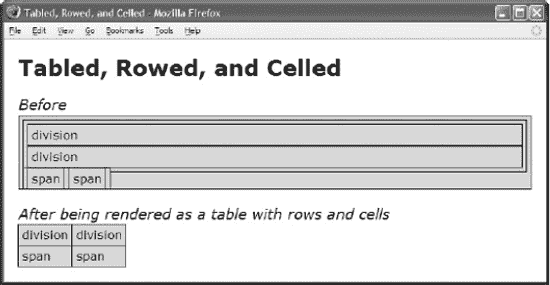 Tabled, Rowed, and Celled - Mozilla Firefox
File Edit View Go Bookmarks Tools Help
Tabled, Rowed, and Celled
Before
division
division
span span
After being rendered as a table with rows and cells
division division
span span